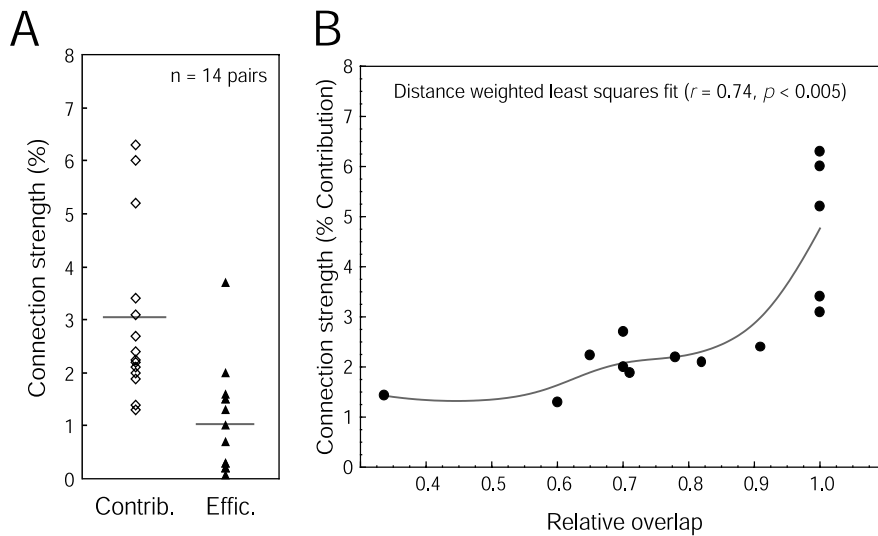 A
B
n = 14 pairs
Connection strength (%)
8
7
6
5
4
3
2
1
0
Contrib.
Effic.
Distance weighted least squares fit (r = 0.74, p < 0.005)
Connection strength (% Contribution)
8
7
6
5
4
3
2
1
0
0.4 0.5 0.6 0.7 0.8 0.9 1.0
Relative overlap